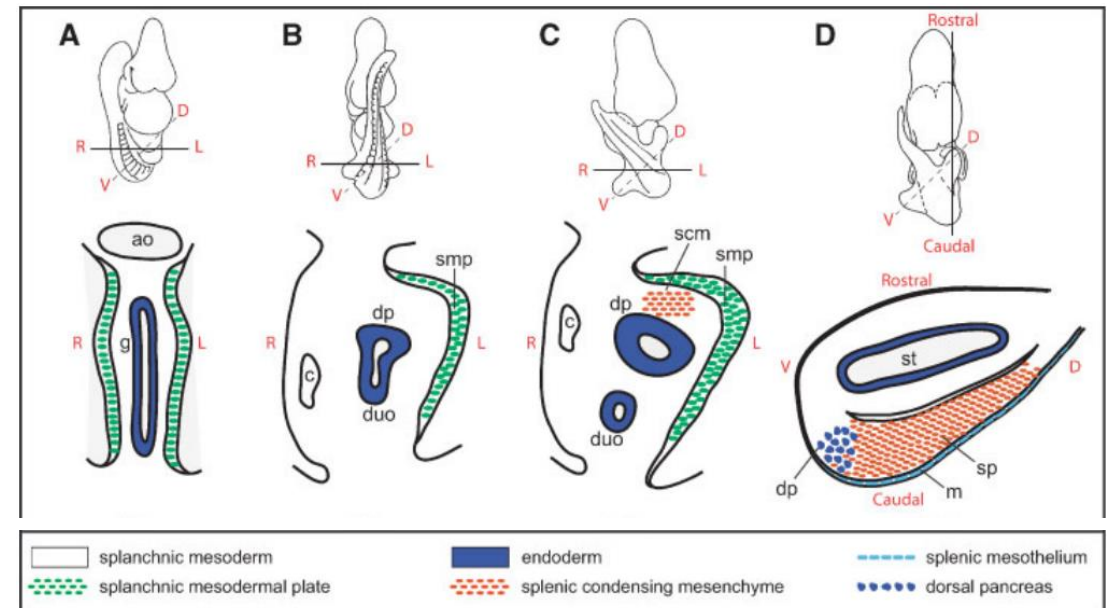 A
B
C
D
Rostral
D
R
L
V
D
R
L
V
D
R
L
V
D
V
Caudal
ao
R
g
L
smp
dp
R
L
c
duo
scm
smp
dp
c
R
L
duo
Rostral
V
st
D
dp
sp
m
Caudal
splanchnic mesoderm
endoderm
splenic mesothelium
splanchnic mesodermal plate
splenic condensing mesenchyme
dorsal pancreas